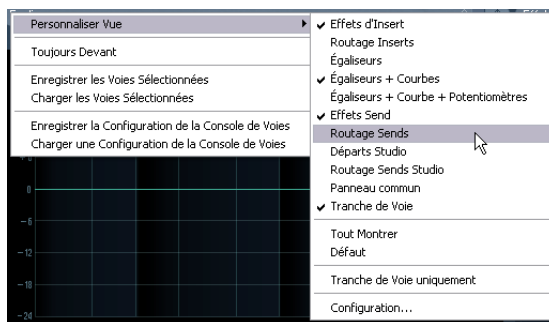 Personnaliser Vue
Toujours Devant
Enregistrer les Voies Sélectionnées
Charger les Voies Sélectionnées
Enregistrer la Configuration de la Console de Voies
Charger une Configuration de la Console de Voies
Effets d'Insert
Routage Inserts
Égaliseurs
Égaliseurs + Courbes
Égaliseurs + Courbe + Potentiomètres
Effets Send
Routage Sends
Départs Studio
Routage Sends Studio
Panneau commun
Tranche de Voie
Tout Montrer
Défaut
Tranche de Voie uniquement
Configuration...
0
-6
-12
-18
-24